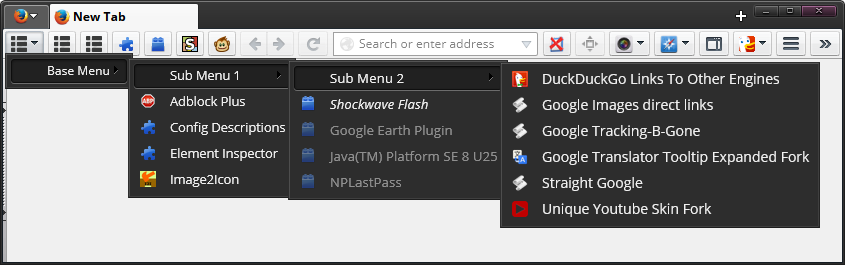 New Tab
Search or enter address
Base Menu
Sub Menu 1
Adblock Plus
Config Descriptions
Element Inspector
Image2Icon
Sub Menu 2
Shockwave Flash
Google Earth Plugin
Java(TM) Platform SE 8 U25
NPLastPass
DuckDuckGo Links To Other Engines
Google Images direct links
Google Tracking-B-Gone
Google Translator Tooltip Expanded Fork
Straight Google
Unique Youtube Skin Fork
ABP
S